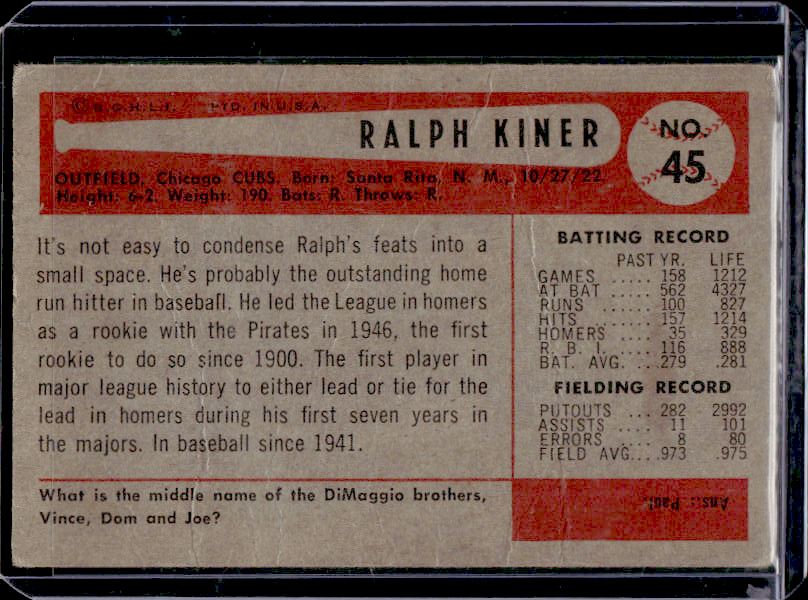 © B.G.H.L.I. PTD. IN U.S.A.
RALPH KINER
NO.
45
OUTFIELD, Chicago CUBS. Born: Santa Rita, N. M., 10/27/22
Height: 6-2. Weight: 190. Bats: R. Throws: R.
It's not easy to condense Ralph's feats into a
small space. He's probably the outstanding home
run hitter in baseball. He led the League in homers
as a rookie with the Pirates in 1946, the first
rookie to do so since 1900. The first player in
major league history to either lead or tie for the
lead in homers during his first seven years in
the majors. In baseball since 1941.
What is the middle name of the DiMaggio brothers,
Vince, Dom and Joe?
BATTING RECORD
PAST YR. LIFE
GAMES ..... 158 1212
AT BAT ..... 562 4327
RUNS ..... 100 827
HITS ..... 157 1214
HOMERS .... 35 329
R. B. I. .... 116 888
BAT. AVG. ... .279 .281
FIELDING RECORD
PUTOUTS .... 282 2992
ASSISTS .... 11 101
ERRORS .... 8 80
FIELD AVG. .. .973 .975
Ans.: Paul